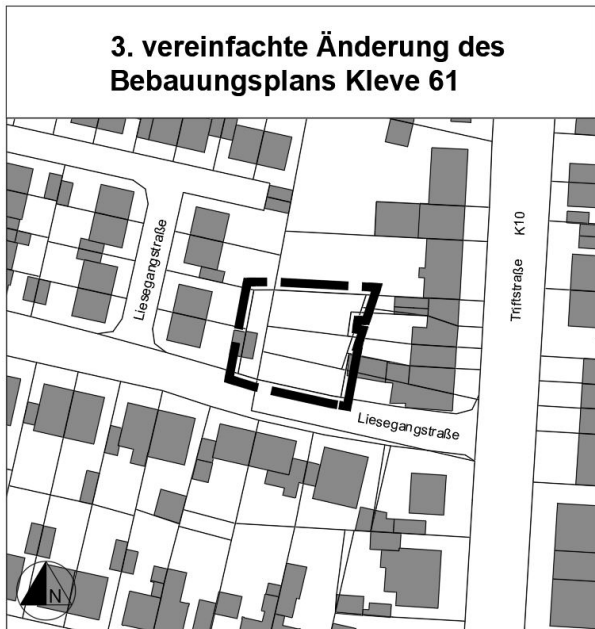 3. vereinfachte Änderung des
Bebauungsplans Kleve 61
Liesegangstraße
Triftstraße K10
Liesegangstraße
N